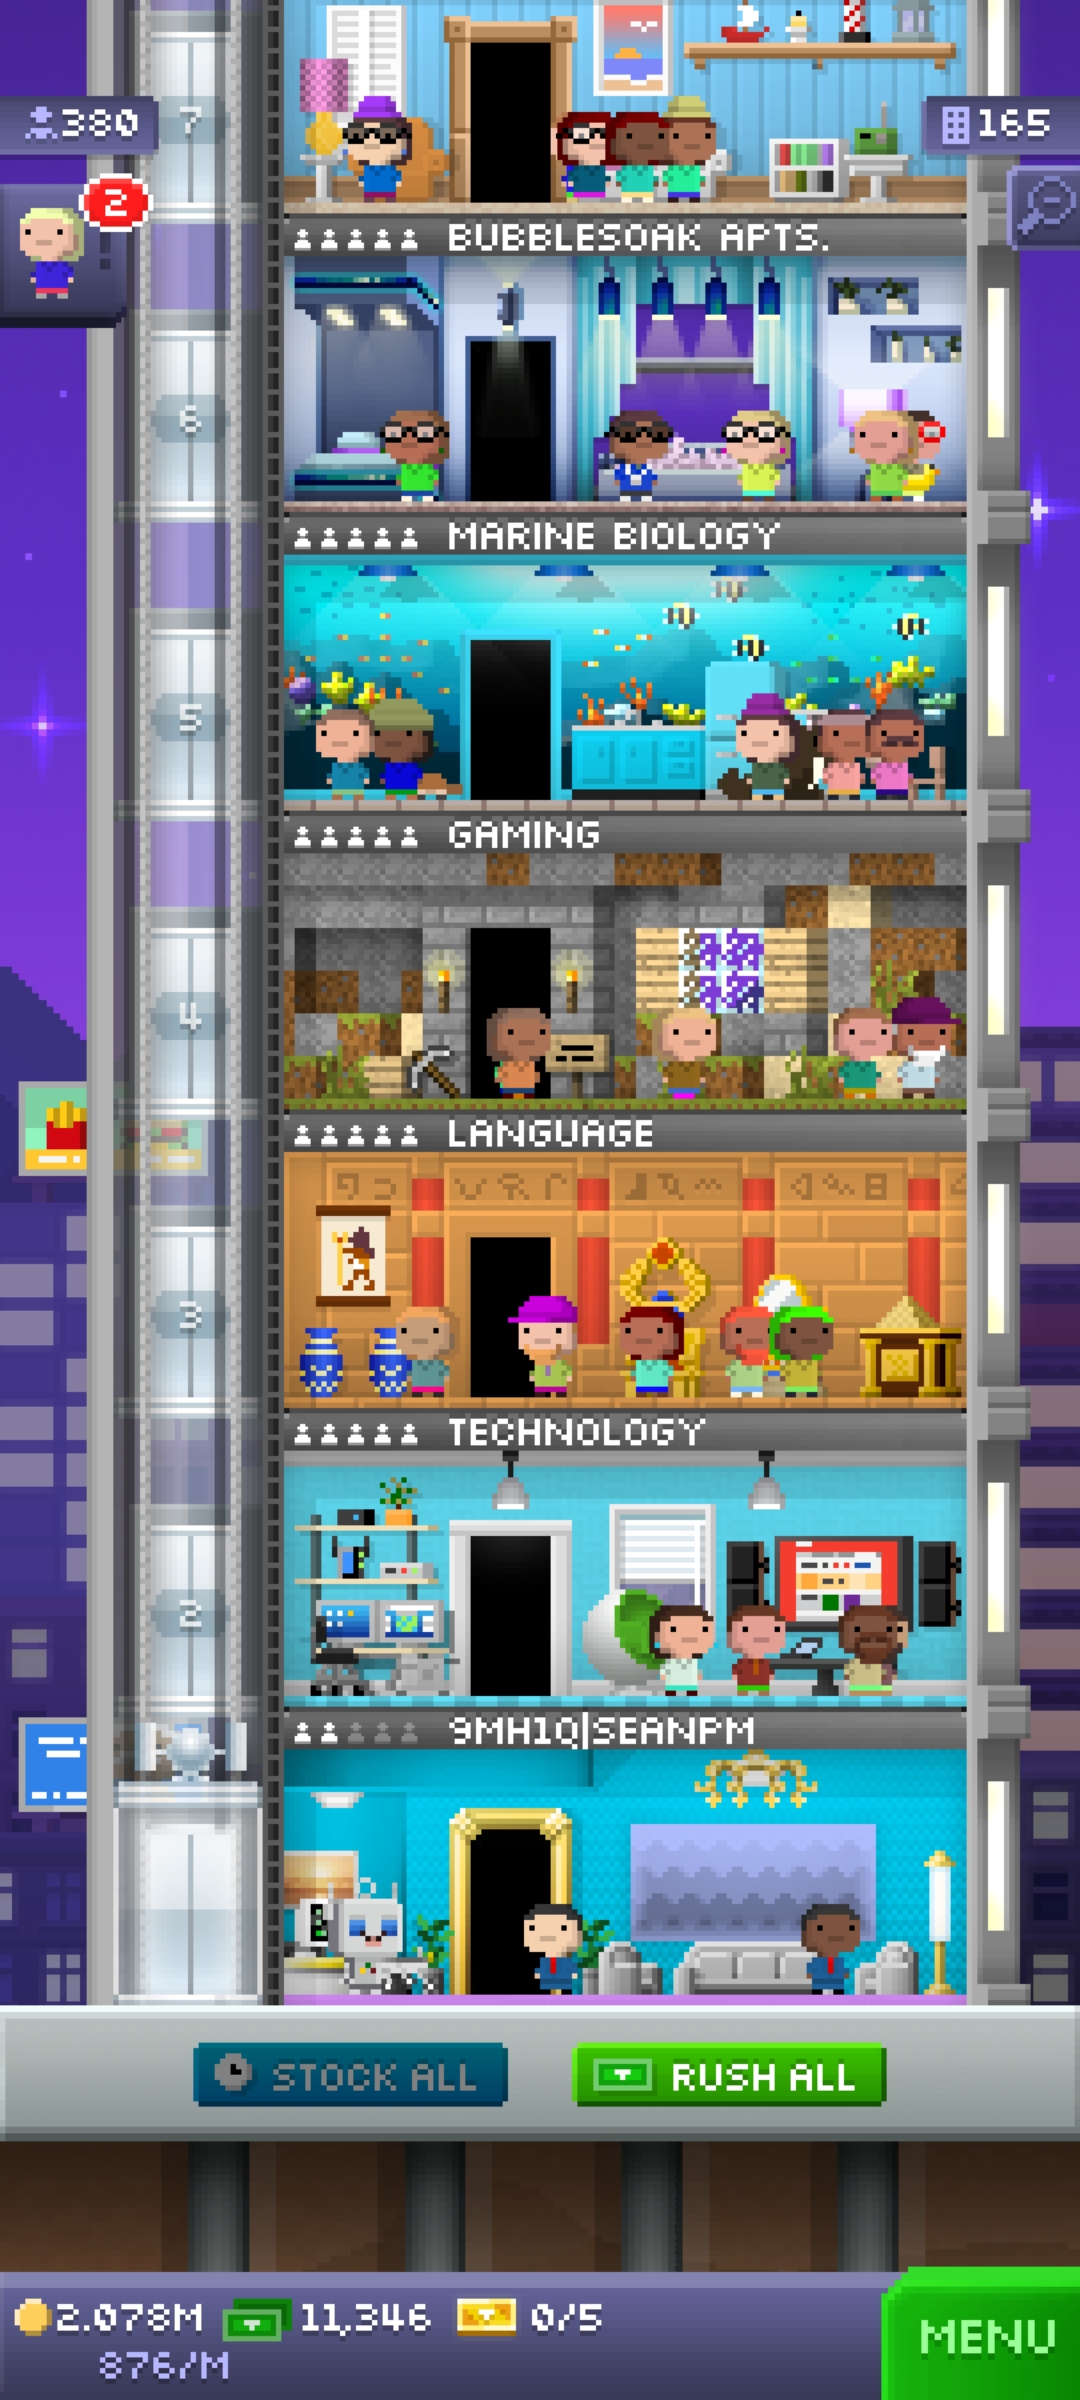 7
380
165
2
BUBBLESOAK APTS.
6
MARINE BIOLOGY
5
GAMING
4
LANGUAGE
3
TECHNOLOGY
2
9MH1Q|SEANPM
STOCK ALL
RUSH ALL
2.078M 11,346 0/5
876/M
MENU